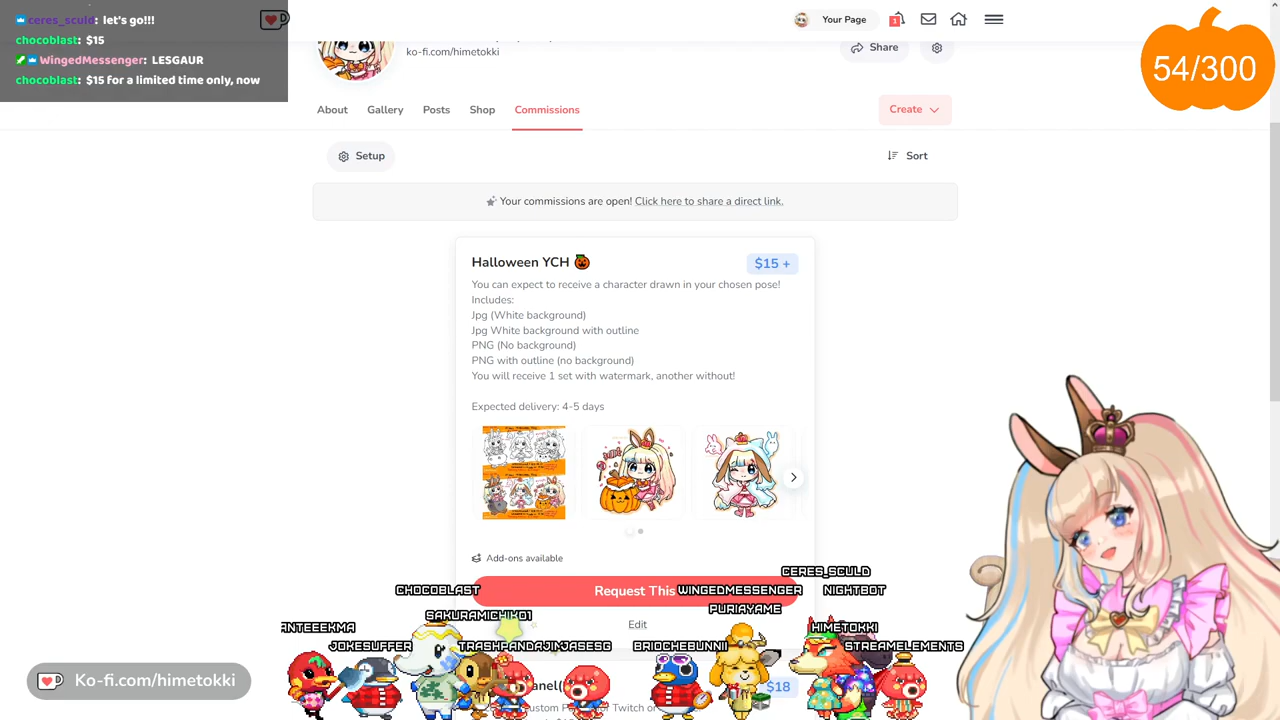 ceres_sculd: let's go!!!
chocoblast: $15
WingedMessenger: LESGAUR
chocoblast: $15 for a limited time only, now
Your Page
1
ko-fi.com/himetokki
Share
54/300
About Gallery Posts Shop Commissions
Create
Setup
Sort
Your commissions are open! Click here to share a direct link.
Halloween YCH
$15 +
You can expect to receive a character drawn in your chosen pose!
Includes:
Jpg (White background)
Jpg White background with outline
PNG (No background)
PNG with outline (no background)
You will receive 1 set with watermark, another without!
Expected delivery: 4-5 days
Add-ons available
Request This
Edit
CERES_SCULD
CHOCOBLAST
WINGEDMESSENGER
NIGHTBOT
PURIAYAME
SAKURAMICHIKO1
ANTEEEKMA
HIMETOKKI
JOKESUFFER
TRASHPANDAJINJASESG
BRIOCHEBUNNII
STREAMELEMENTS
anel(
$18
Ko-fi.com/himetokki